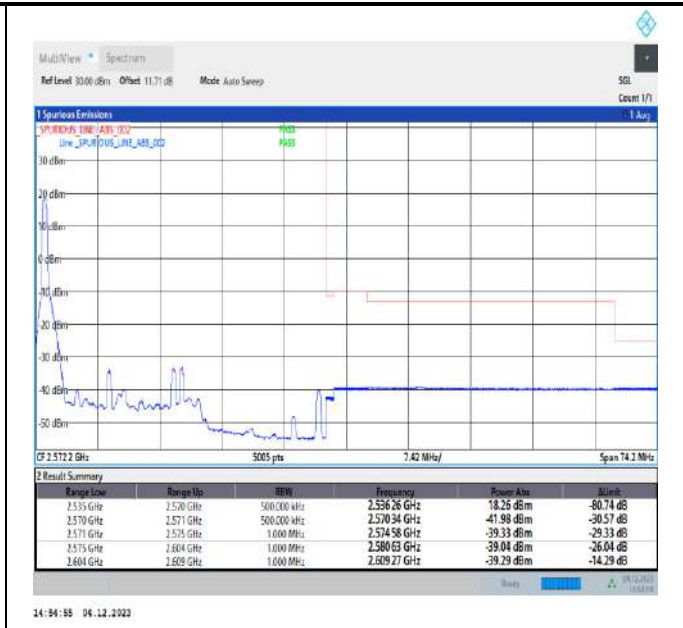 MultiView Spectrum
Ref Level 30.00 dBm Offset 11.71 dB Mode Auto Sweep SGL
Count 1/1
1 Spurious Emissions 1 Avg
_SPURIOUS_LINE_ABS_002 PASS
Line _SPURIOUS_LINE_ABS_002 PASS
30 dBm
20 dBm
10 dBm
0 dBm
-10 dBm
-20 dBm
-30 dBm
-40 dBm
-50 dBm
CF 2.572 2 GHz 5005 pts 7.42 MHz/ Span 74.2 MHz
2 Result Summary
Range Low Range Up RBW Frequency Power Abs ΔLimit
2.535 GHz 2.570 GHz 500.000 kHz 2.536 26 GHz 18.26 dBm -80.74 dB
2.570 GHz 2.571 GHz 500.000 kHz 2.570 34 GHz -41.98 dBm -30.57 dB
2.571 GHz 2.575 GHz 1.000 MHz 2.574 58 GHz -39.33 dBm -29.33 dB
2.575 GHz 2.604 GHz 1.000 MHz 2.580 63 GHz -39.04 dBm -26.04 dB
2.604 GHz 2.609 GHz 1.000 MHz 2.609 27 GHz -39.29 dBm -14.29 dB
Ready
14:54:55 04.12.2023